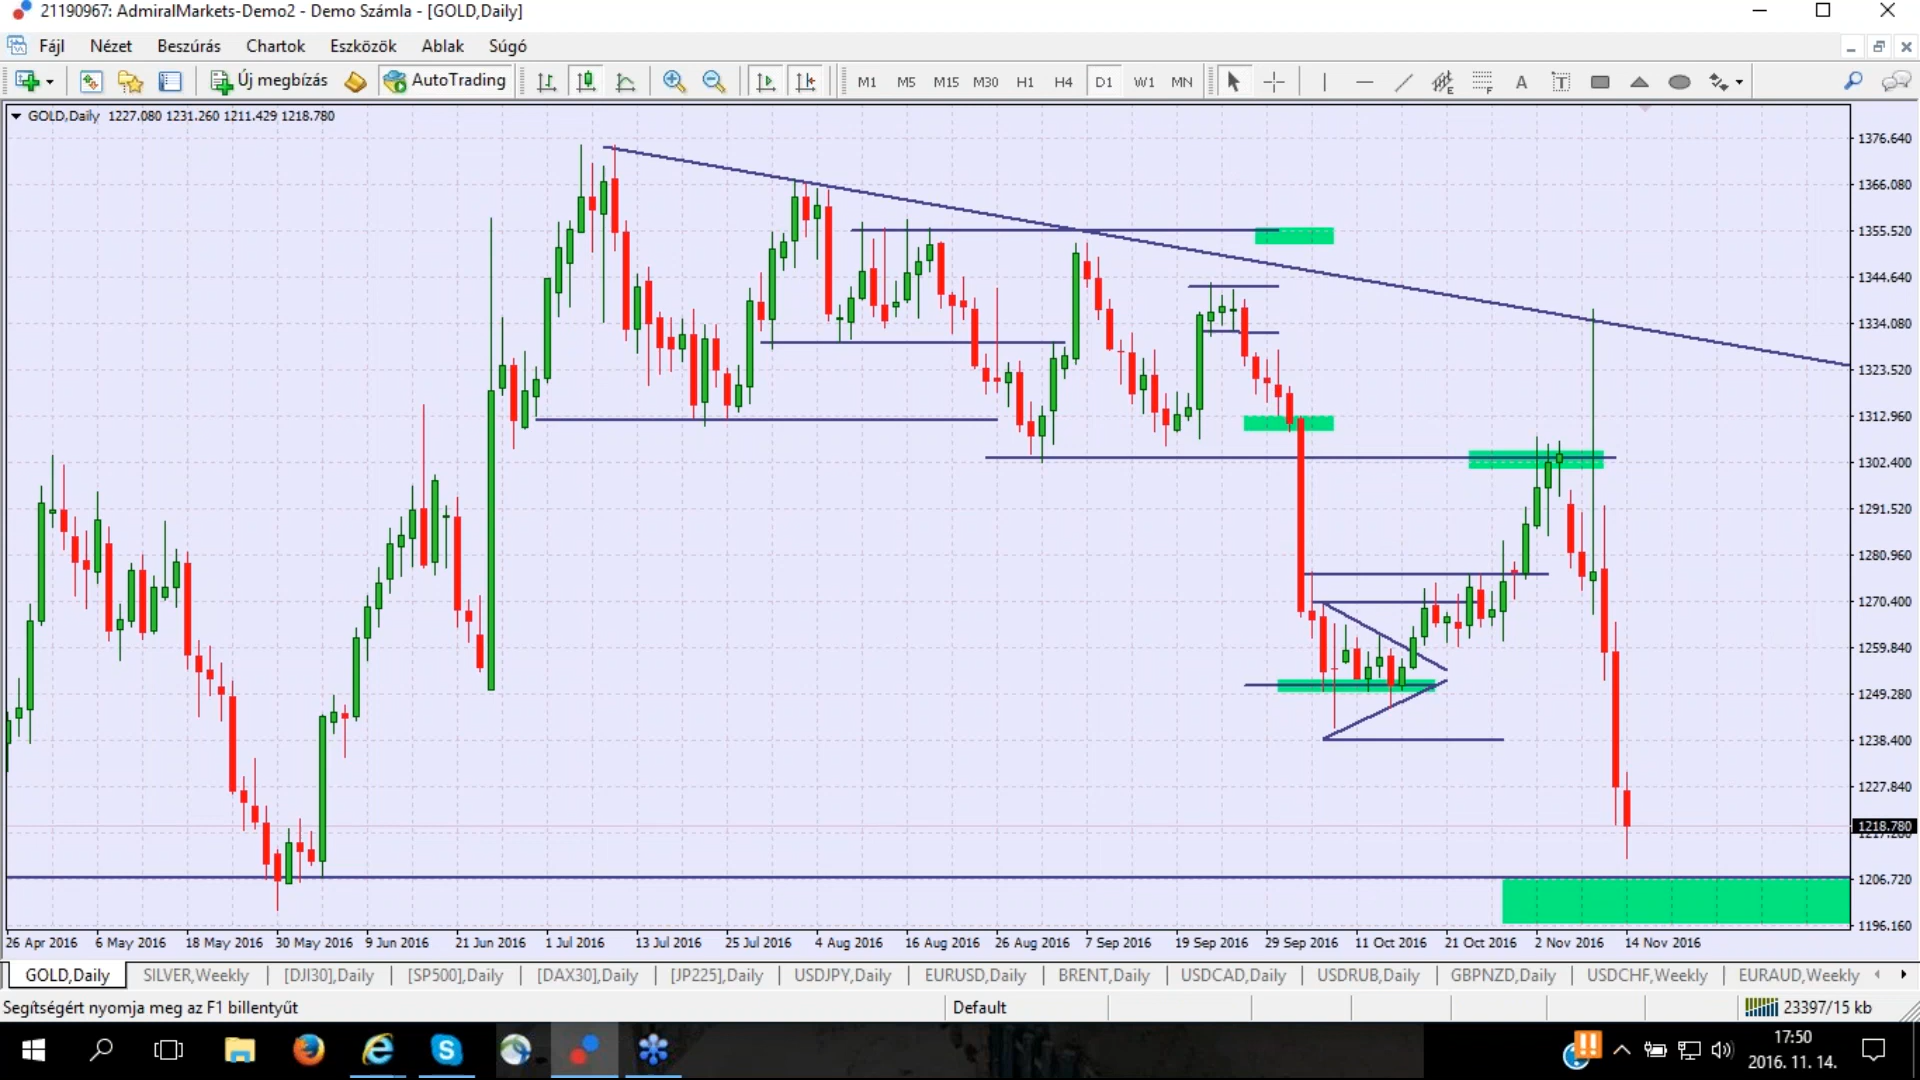 21190967: AdmiralMarkets-Demo2 - Demo Számla - [GOLD,Daily]
Fájl Nézet Beszúrás Chartok Eszközök Ablak Súgó
Új megbízás AutoTrading M1 M5 M15 M30 H1 H4 D1 W1 MN E F A T
GOLD,Daily 1227.080 1231.260 1211.429 1218.780
1376.640
1366.080
1355.520
1344.640
1334.080
1323.520
1312.960
1302.400
1291.520
1280.960
1270.400
1259.840
1249.280
1238.400
1227.840
1218.780
1206.720
1196.160
26 Apr 2016 6 May 2016 18 May 2016 30 May 2016 9 Jun 2016 21 Jun 2016 1 Jul 2016 13 Jul 2016 25 Jul 2016 4 Aug 2016 16 Aug 2016 26 Aug 2016 7 Sep 2016 19 Sep 2016 29 Sep 2016 11 Oct 2016 21 Oct 2016 2 Nov 2016 14 Nov 2016
GOLD,Daily SILVER,Weekly [DJI30],Daily [SP500],Daily [DAX30],Daily [JP225],Daily USDJPY,Daily EURUSD,Daily BRENT,Daily USDCAD,Daily USDRUB,Daily GBPNZD,Daily USDCHF,Weekly EURAUD,Weekly
Segítségért nyomja meg az F1 billentyűt Default 23397/15 kb
17:50
2016. 11. 14.